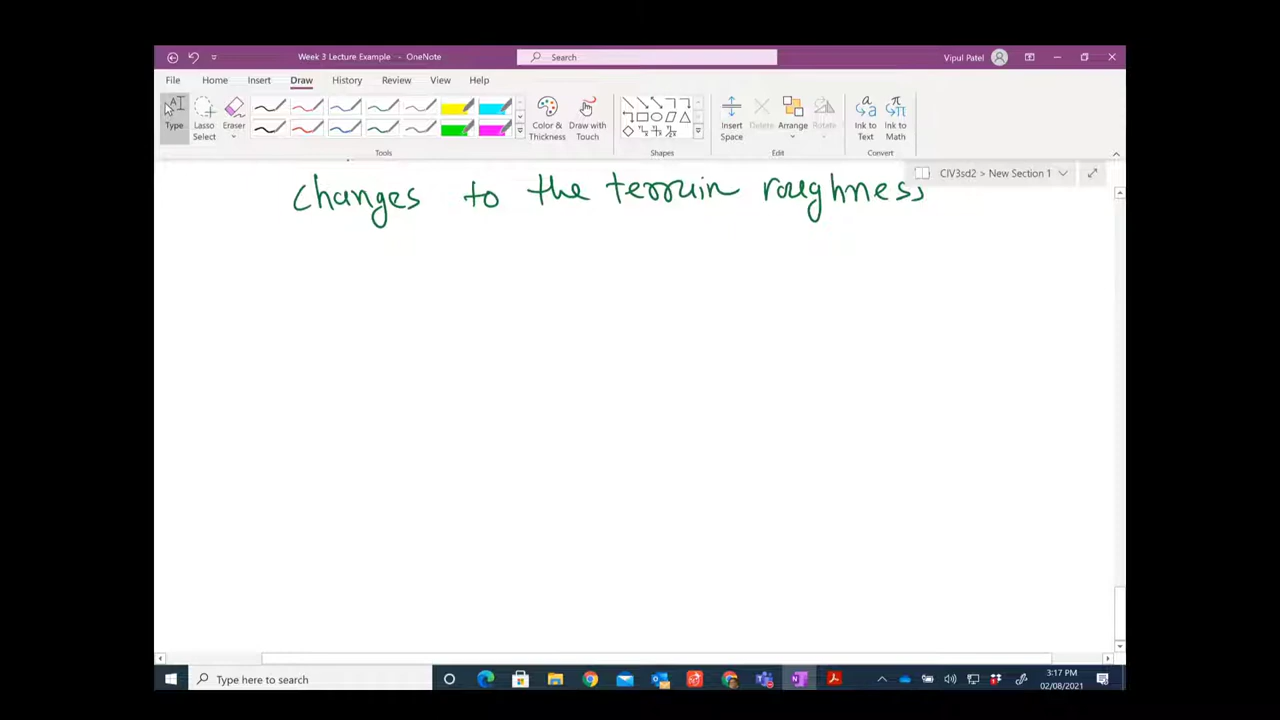 Week 3 Lecture Example - OneNote
Search
Vipul Patel
File Home Insert Draw History Review View Help
Type
Lasso Select
Eraser
Color & Thickness
Draw with Touch
Insert Space
Delete
Arrange
Rotate
Ink to Text
Ink to Math
Tools
Shapes
Edit
Convert
CIV3sd2 > New Section 1
changes to the terrain roughness
Type here to search
3:17 PM
02/08/2021